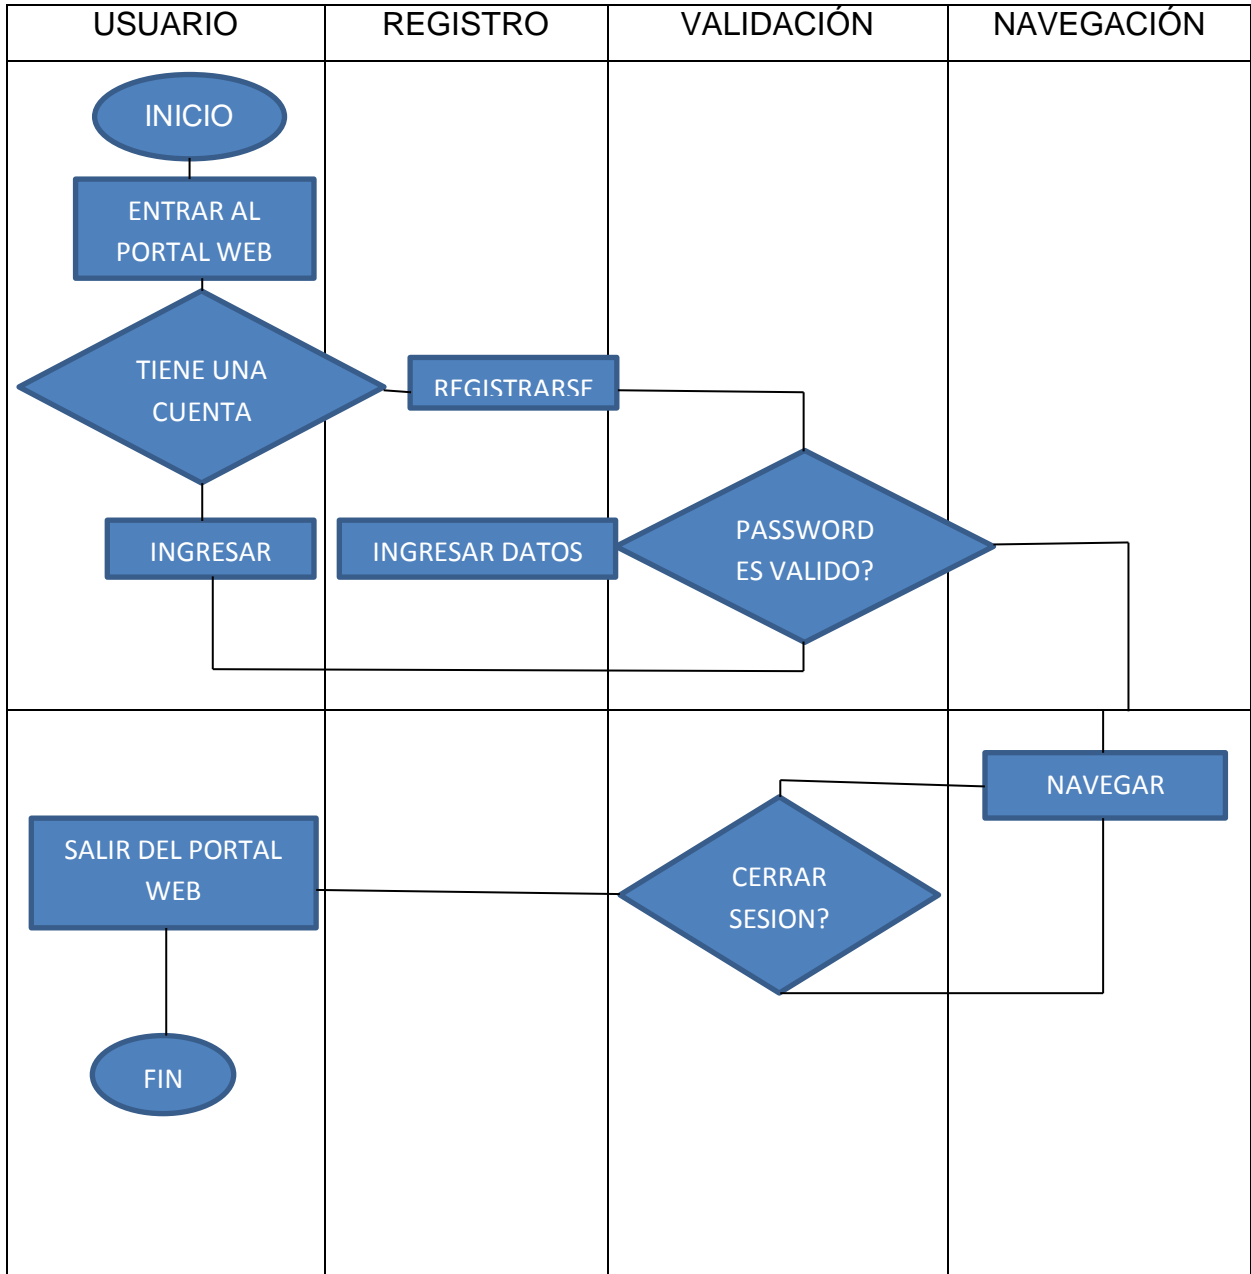 USUARIO
REGISTRO
VALIDACIÓN
NAVEGACIÓN
INICIO
ENTRAR AL
PORTAL WEB
TIENE UNA
CUENTA
REGISTRARSE
INGRESAR
INGRESAR DATOS
PASSWORD
ES VALIDO?
NAVEGAR
SALIR DEL PORTAL
WEB
CERRAR
SESION?
FIN